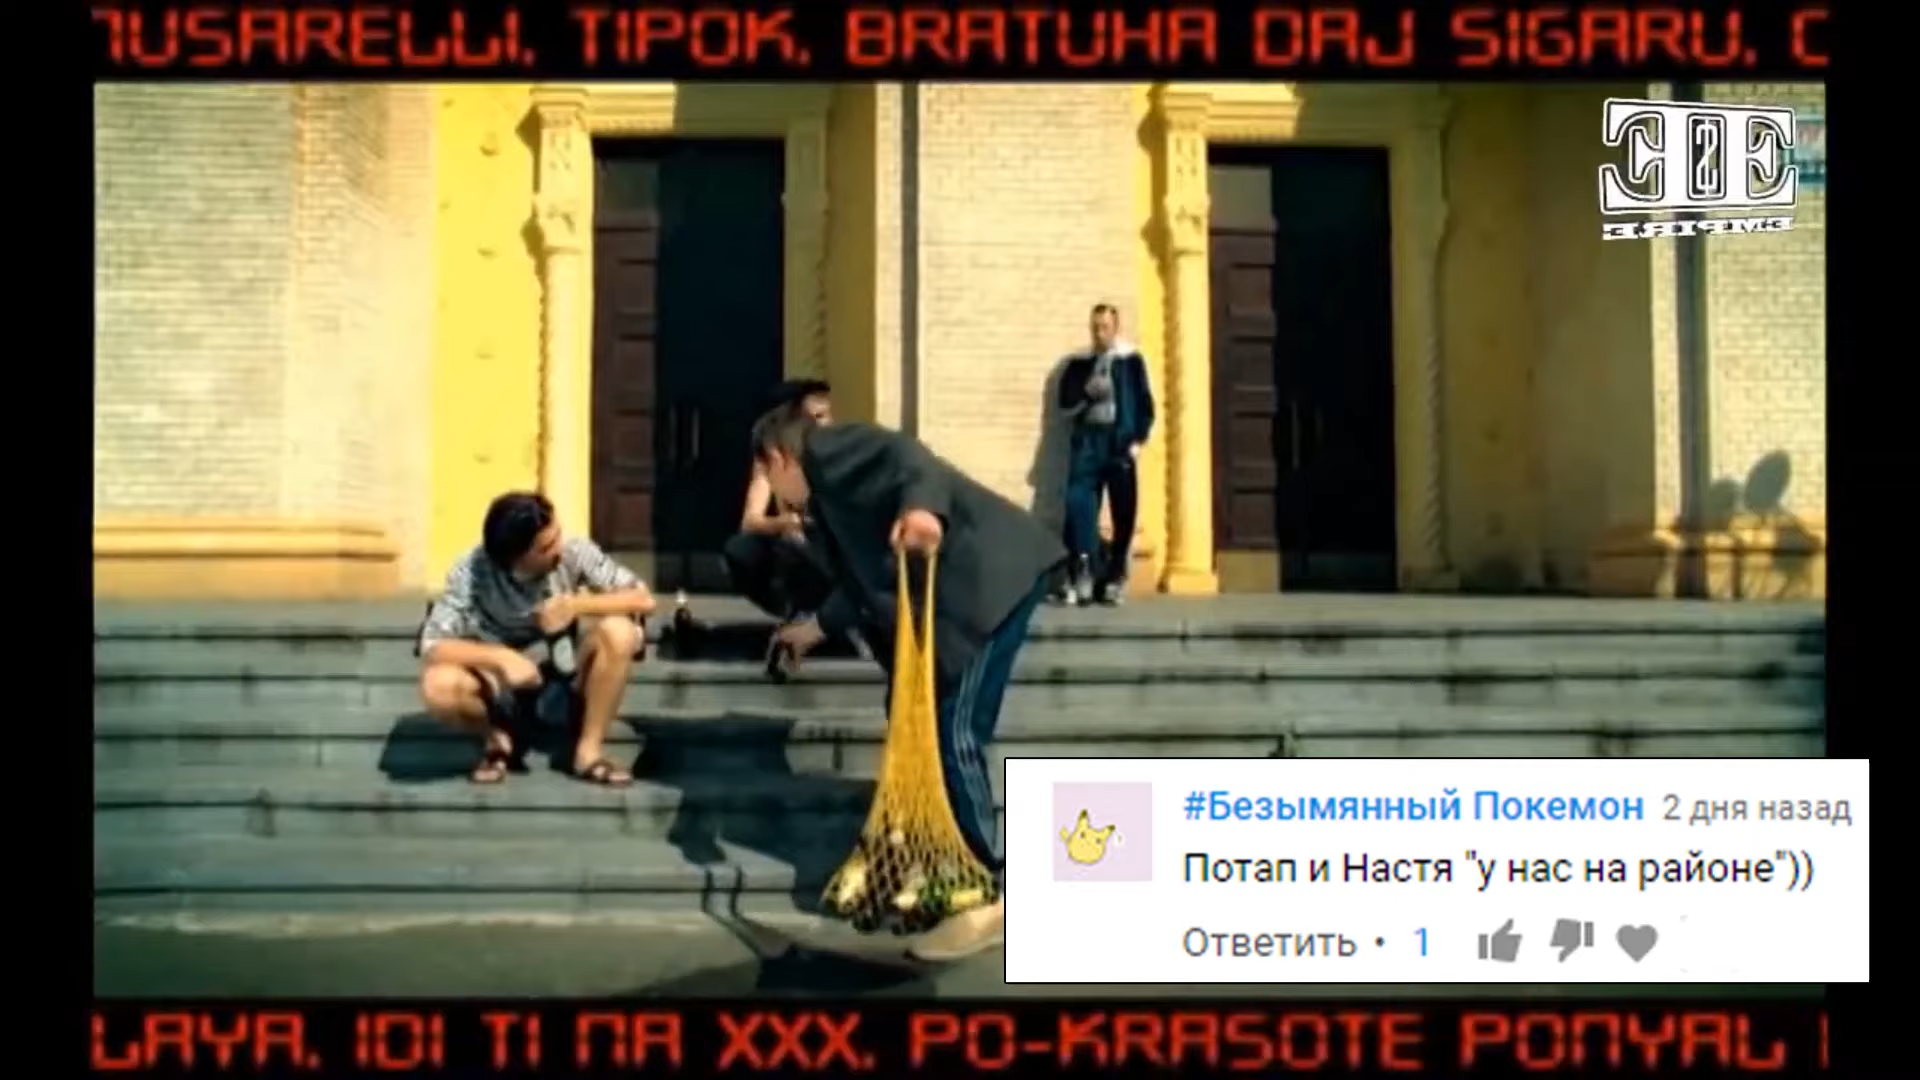 MUSARELLI. TIPOK. BRATUHA DAJ SIGARU. C
#Безымянный Покемон 2 дня назад
Потап и Настя "у нас на районе"))
Ответить • 1
LAYA. IDI TI NA XXX. PO-KRASOTE PONYAL